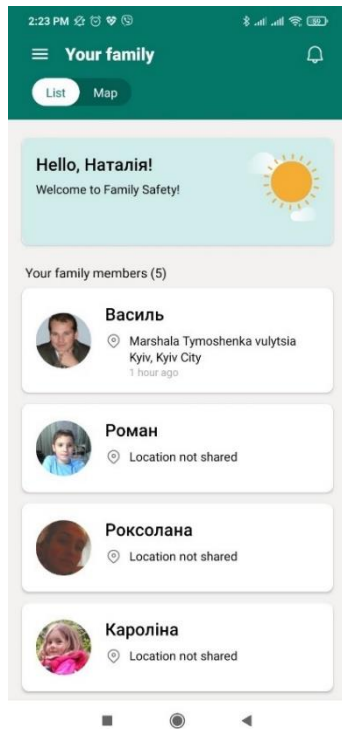 2:23 PM
59
Your family
List
Map
Hello, Наталія!
Welcome to Family Safety!
Your family members (5)
Василь
Marshala Tymoshenka vulytsia
Kyiv, Kyiv City
1 hour ago
Роман
Location not shared
Роксолана
Location not shared
Кароліна
Location not shared